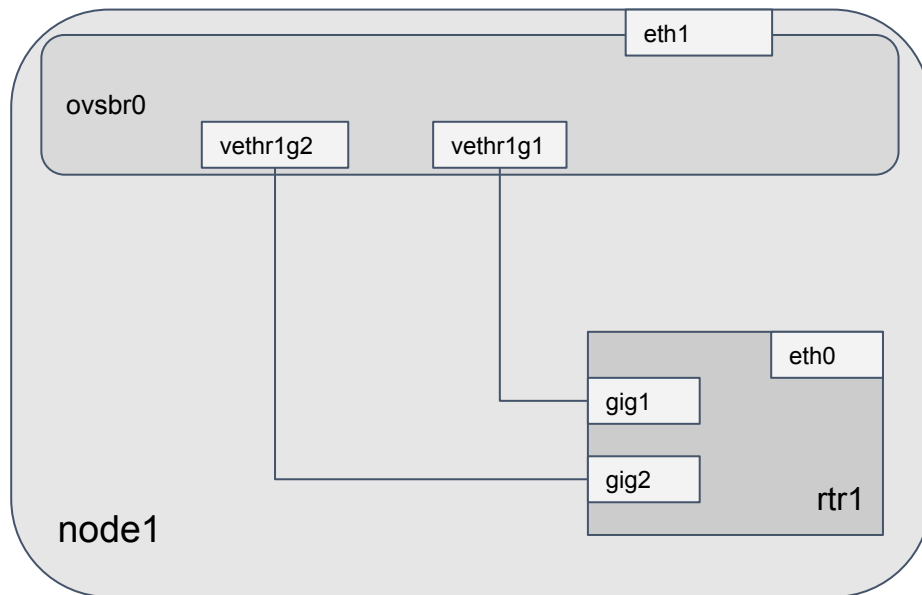 eth1
ovsbr0
vethr1g2
vethr1g1
eth0
gig1
gig2
rtr1
node1